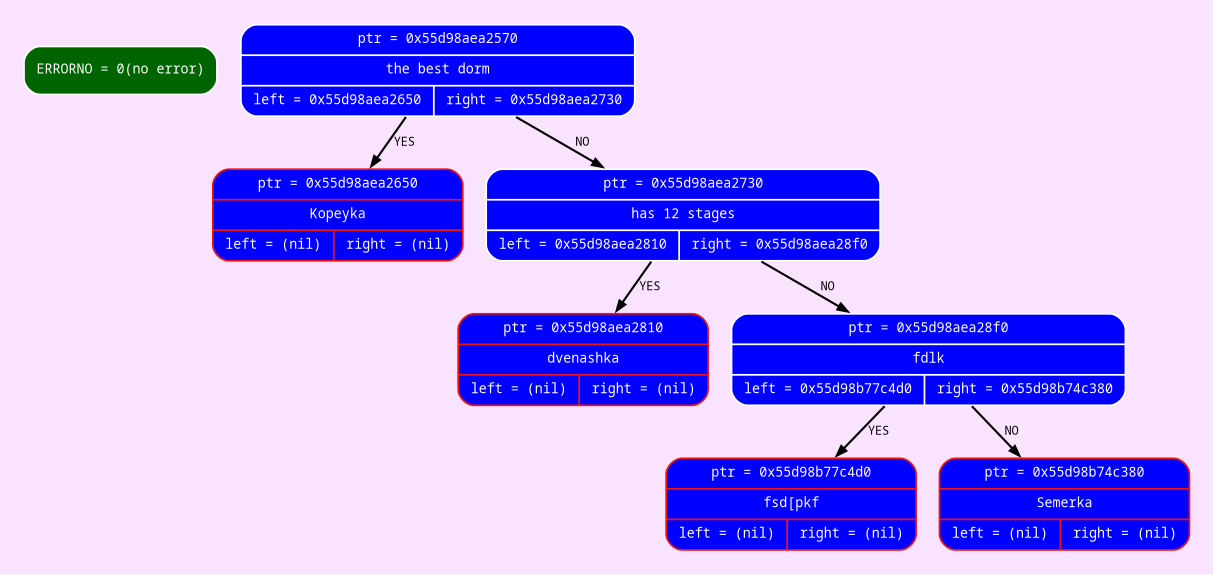 ERRORNO = 0(no error)
ptr = 0x55d98aea2570
the best dorm
left = 0x55d98aea2650 right = 0x55d98aea2730
YES
NO
ptr = 0x55d98aea2650
Kopeyka
left = (nil) right = (nil)
ptr = 0x55d98aea2730
has 12 stages
left = 0x55d98aea2810 right = 0x55d98aea28f0
YES
NO
ptr = 0x55d98aea2810
dvenashka
left = (nil) right = (nil)
ptr = 0x55d98aea28f0
fdlk
left = 0x55d98b77c4d0 right = 0x55d98b74c380
YES
NO
ptr = 0x55d98b77c4d0
fsd[pkf
left = (nil) right = (nil)
ptr = 0x55d98b74c380
Semerka
left = (nil) right = (nil)